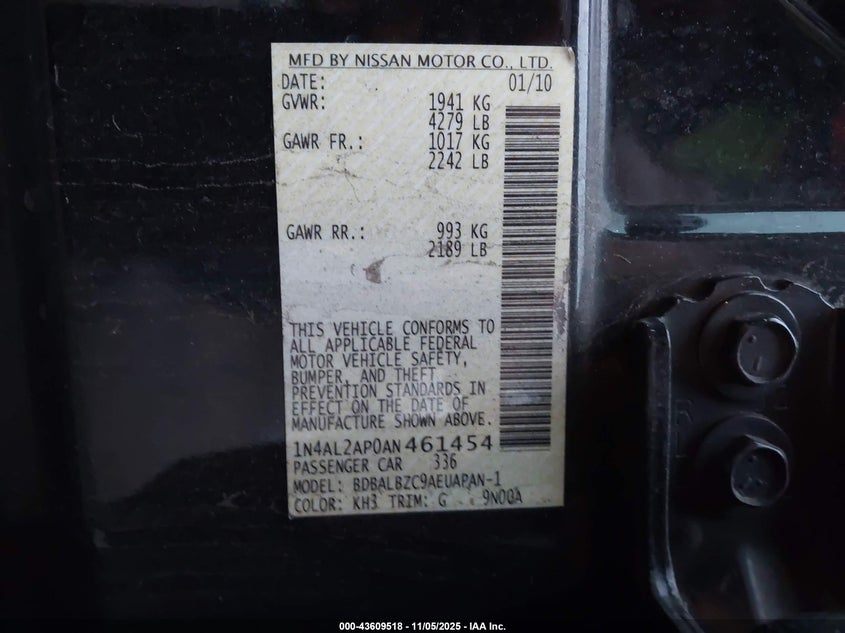 MFD BY NISSAN MOTOR CO., LTD.
DATE: 01/10
GVWR: 1941 KG
4279 LB
GAWR FR.: 1017 KG
2242 LB
GAWR RR.: 993 KG
2189 LB
THIS VEHICLE CONFORMS TO
ALL APPLICABLE FEDERAL
MOTOR VEHICLE SAFETY,
BUMPER, AND THEFT
PREVENTION STANDARDS IN
EFFECT ON THE DATE OF
MANUFACTURE SHOWN ABOVE.
1N4AL2AP0AN461454
PASSENGER CAR 336
MODEL: BDBALBZC9AEUAPAN-1
COLOR: KH3 TRIM: G 9N00A
R
L
000-43609518 - 11/05/2025 - IAA Inc.